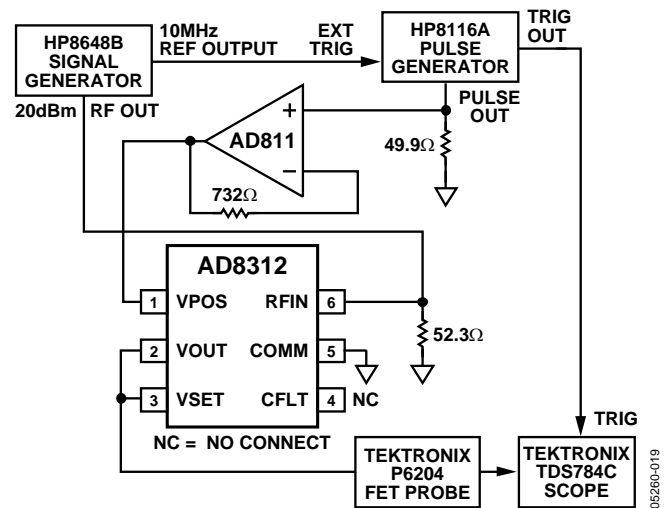 HP8648B
SIGNAL
GENERATOR
10MHz
REF OUTPUT
EXT
TRIG
HP8116A
PULSE
GENERATOR
TRIG
OUT
20dBm
RF OUT
PULSE
OUT
+
AD811
−
49.9Ω
732Ω
AD8312
1 VPOS
RFIN 6
2 VOUT
COMM 5
3 VSET
CFLT 4
NC
52.3Ω
NC = NO CONNECT
TRIG
TEKTRONIX
P6204
FET PROBE
TEKTRONIX
TDS784C
SCOPE
05260-019